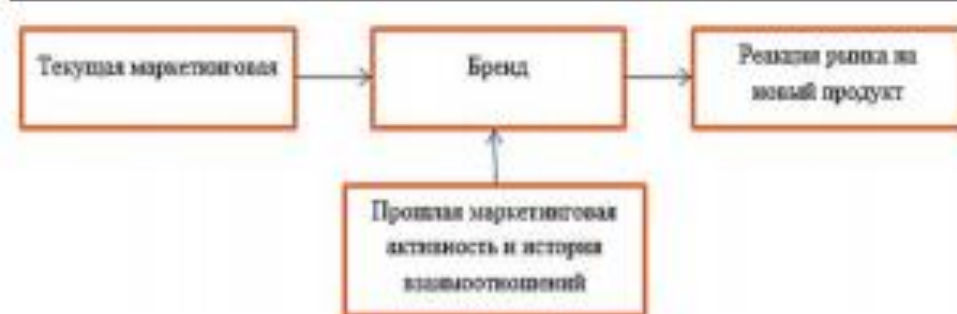 Текущая маркетинговая
Бренд
Реакция рынка на
новый продукт
Прошлая маркетинговая
активность и история
взаимоотношений